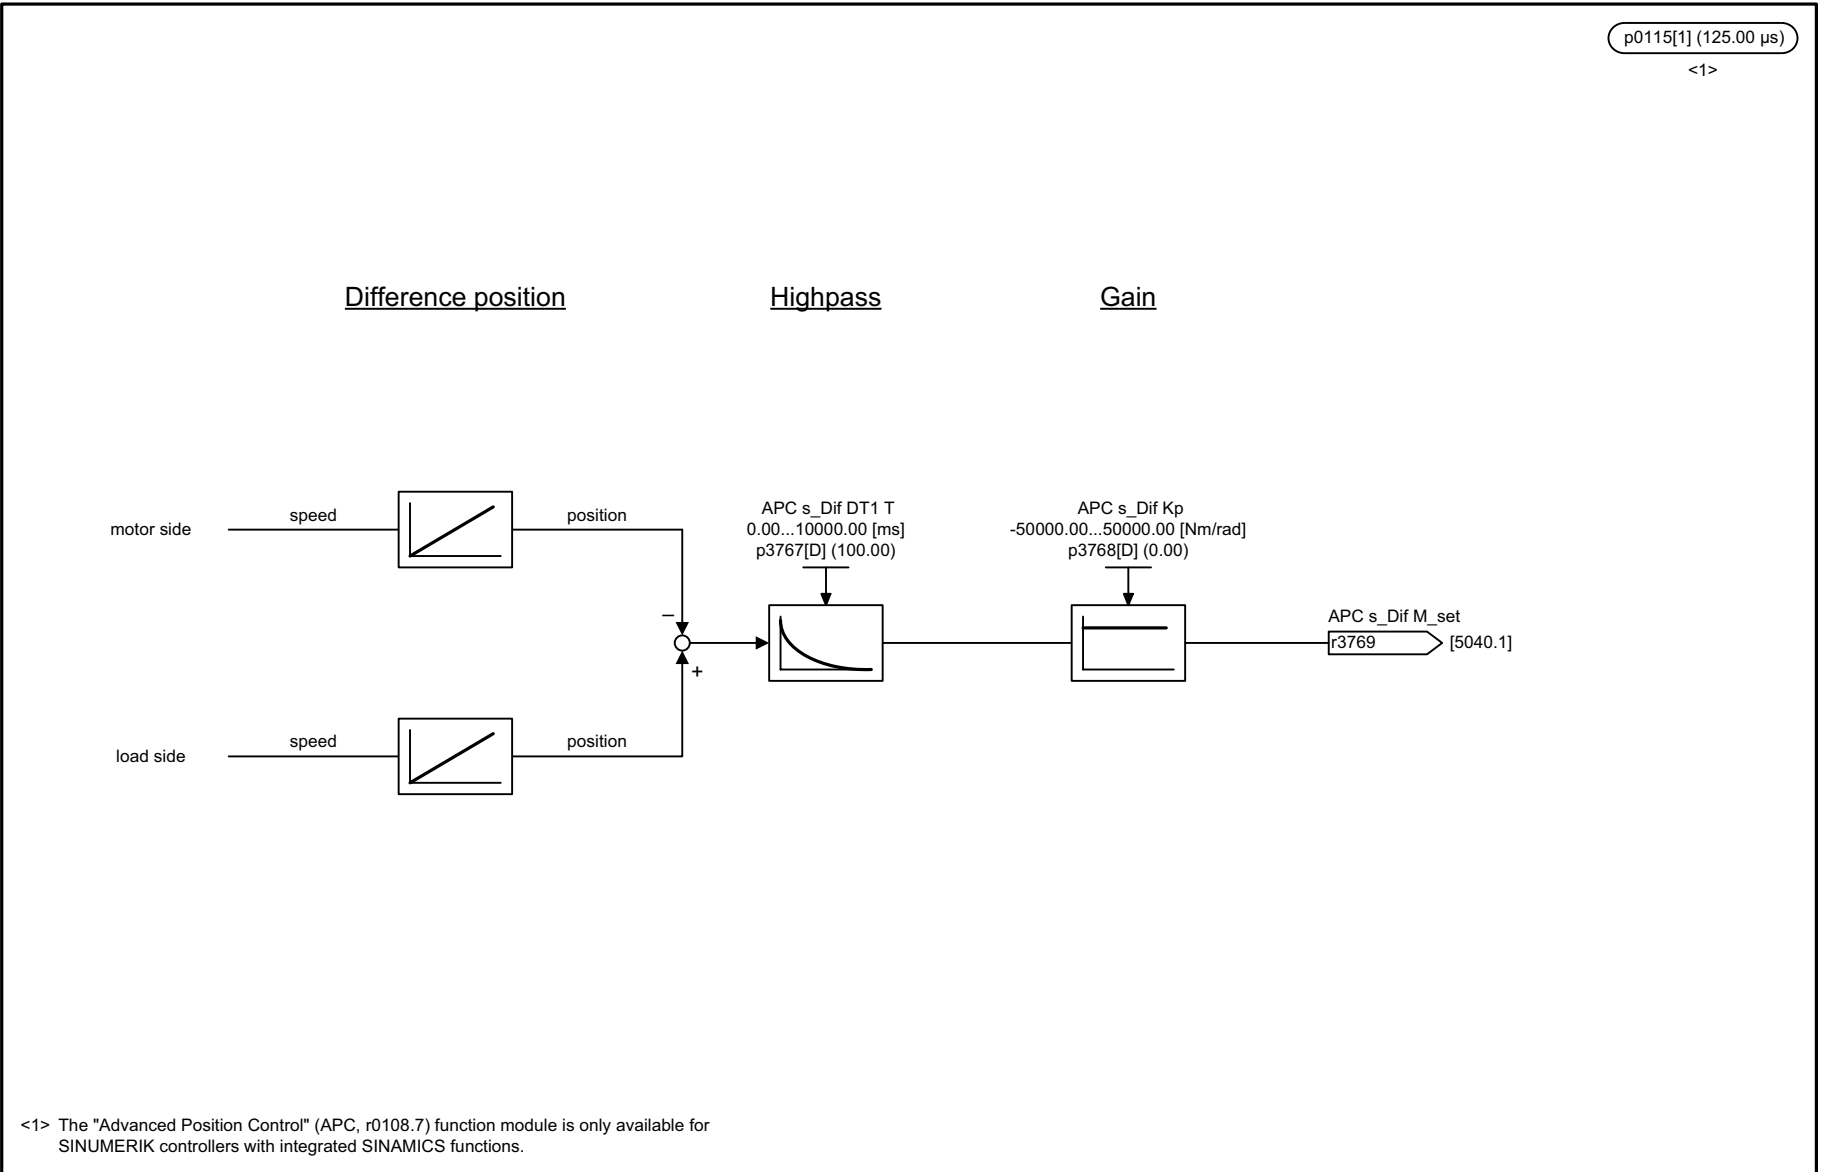 p0115[1] (125.00 µs)
<1>
Difference position
Highpass
Gain
motor side
speed
position
APC s_Dif DT1 T
0.00...10000.00 [ms]
p3767[D] (100.00)
APC s_Dif Kp
-50000.00...50000.00 [Nm/rad]
p3768[D] (0.00)
–
+
APC s_Dif M_set
r3769
[5040.1]
load side
speed
position
<1> The "Advanced Position Control" (APC, r0108.7) function module is only available for
SINUMERIK controllers with integrated SINAMICS functions.